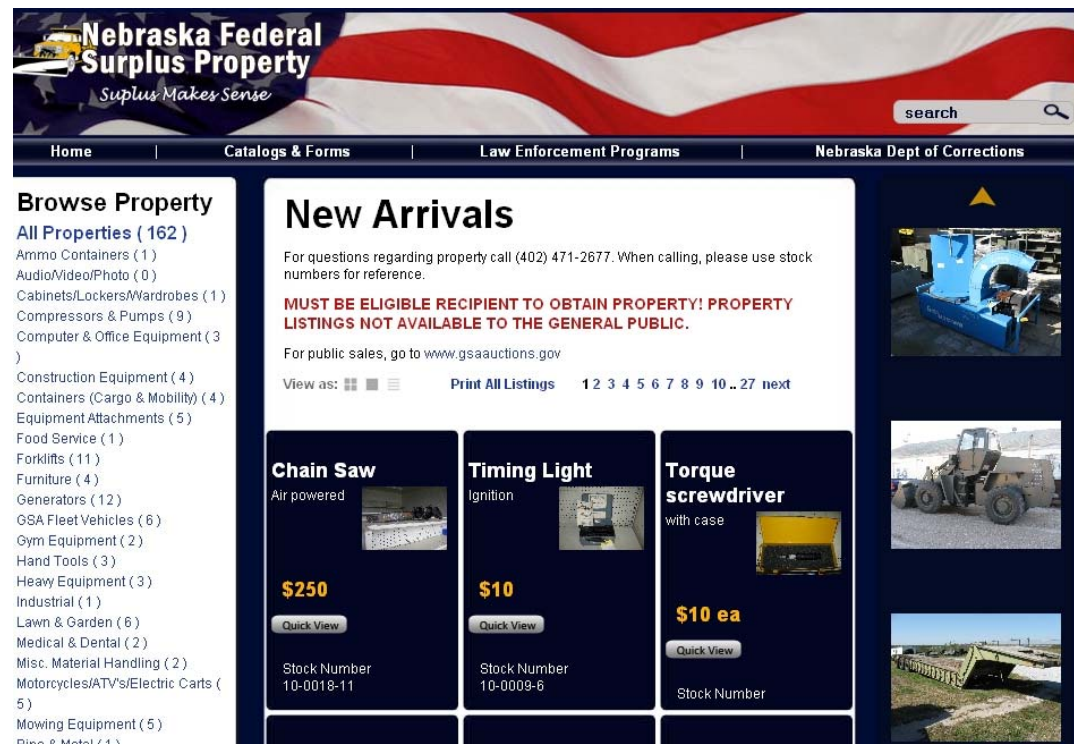 Nebraska Federal
Surplus Property
Suplus Makes Sense
search
Home | Catalogs & Forms | Law Enforcement Programs | Nebraska Dept of Corrections
Browse Property
All Properties ( 162 )
Ammo Containers ( 1 )
Audio/Video/Photo ( 0 )
Cabinets/Lockers/Wardrobes ( 1 )
Compressors & Pumps ( 9 )
Computer & Office Equipment ( 3
)
Construction Equipment ( 4 )
Containers (Cargo & Mobility) ( 4 )
Equipment Attachments ( 5 )
Food Service ( 1 )
Forklifts ( 11 )
Furniture ( 4 )
Generators ( 12 )
GSA Fleet Vehicles ( 6 )
Gym Equipment ( 2 )
Hand Tools ( 3 )
Heavy Equipment ( 3 )
Industrial ( 1 )
Lawn & Garden ( 6 )
Medical & Dental ( 2 )
Misc. Material Handling ( 2 )
Motorcycles/ATV's/Electric Carts (
5 )
Mowing Equipment ( 5 )
Pipe & Metal ( 1 )
New Arrivals
For questions regarding property call (402) 471-2677. When calling, please use stock
numbers for reference.
MUST BE ELIGIBLE RECIPIENT TO OBTAIN PROPERTY! PROPERTY
LISTINGS NOT AVAILABLE TO THE GENERAL PUBLIC.
For public sales, go to www.gsaauctions.gov
View as: Print All Listings 1 2 3 4 5 6 7 8 9 10 .. 27 next
Chain Saw
Air powered
$250
Quick View
Stock Number
10-0018-11
Timing Light
Ignition
$10
Quick View
Stock Number
10-0009-6
Torque
screwdriver
with case
$10 ea
Quick View
Stock Number